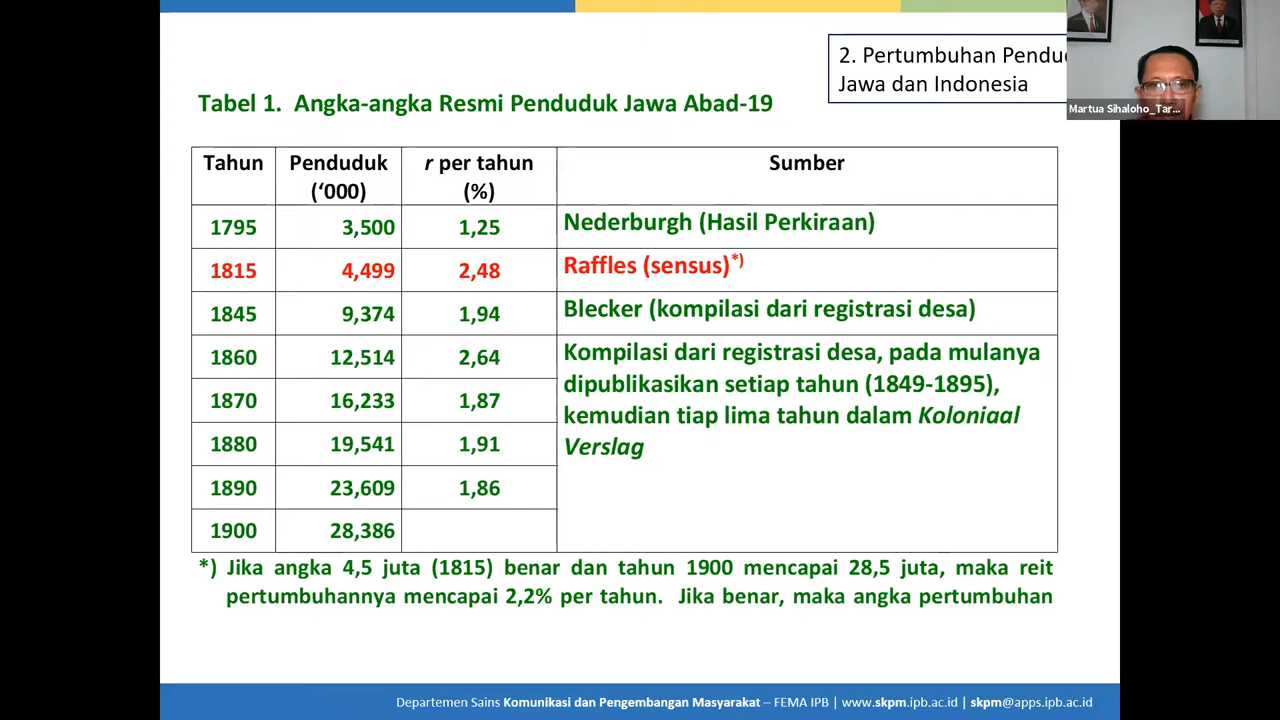 2. Pertumbuhan Pendu
Jawa dan Indonesia
Martua Sihaloho_Tar...
Tabel 1. Angka-angka Resmi Penduduk Jawa Abad-19
Tahun Penduduk (‘000) r per tahun (%) Sumber
1795 3,500 1,25 Nederburgh (Hasil Perkiraan)
1815 4,499 2,48 Raffles (sensus)*)
1845 9,374 1,94 Blecker (kompilasi dari registrasi desa)
1860 12,514 2,64 Kompilasi dari registrasi desa, pada mulanya
dipublikasikan setiap tahun (1849-1895),
1870 16,233 1,87 kemudian tiap lima tahun dalam Koloniaal
1880 19,541 1,91 Verslag
1890 23,609 1,86
1900 28,386
*) Jika angka 4,5 juta (1815) benar dan tahun 1900 mencapai 28,5 juta, maka reit
pertumbuhannya mencapai 2,2% per tahun. Jika benar, maka angka pertumbuhan
Departemen Sains Komunikasi dan Pengembangan Masyarakat – FEMA IPB | www.skpm.ipb.ac.id | skpm@apps.ipb.ac.id